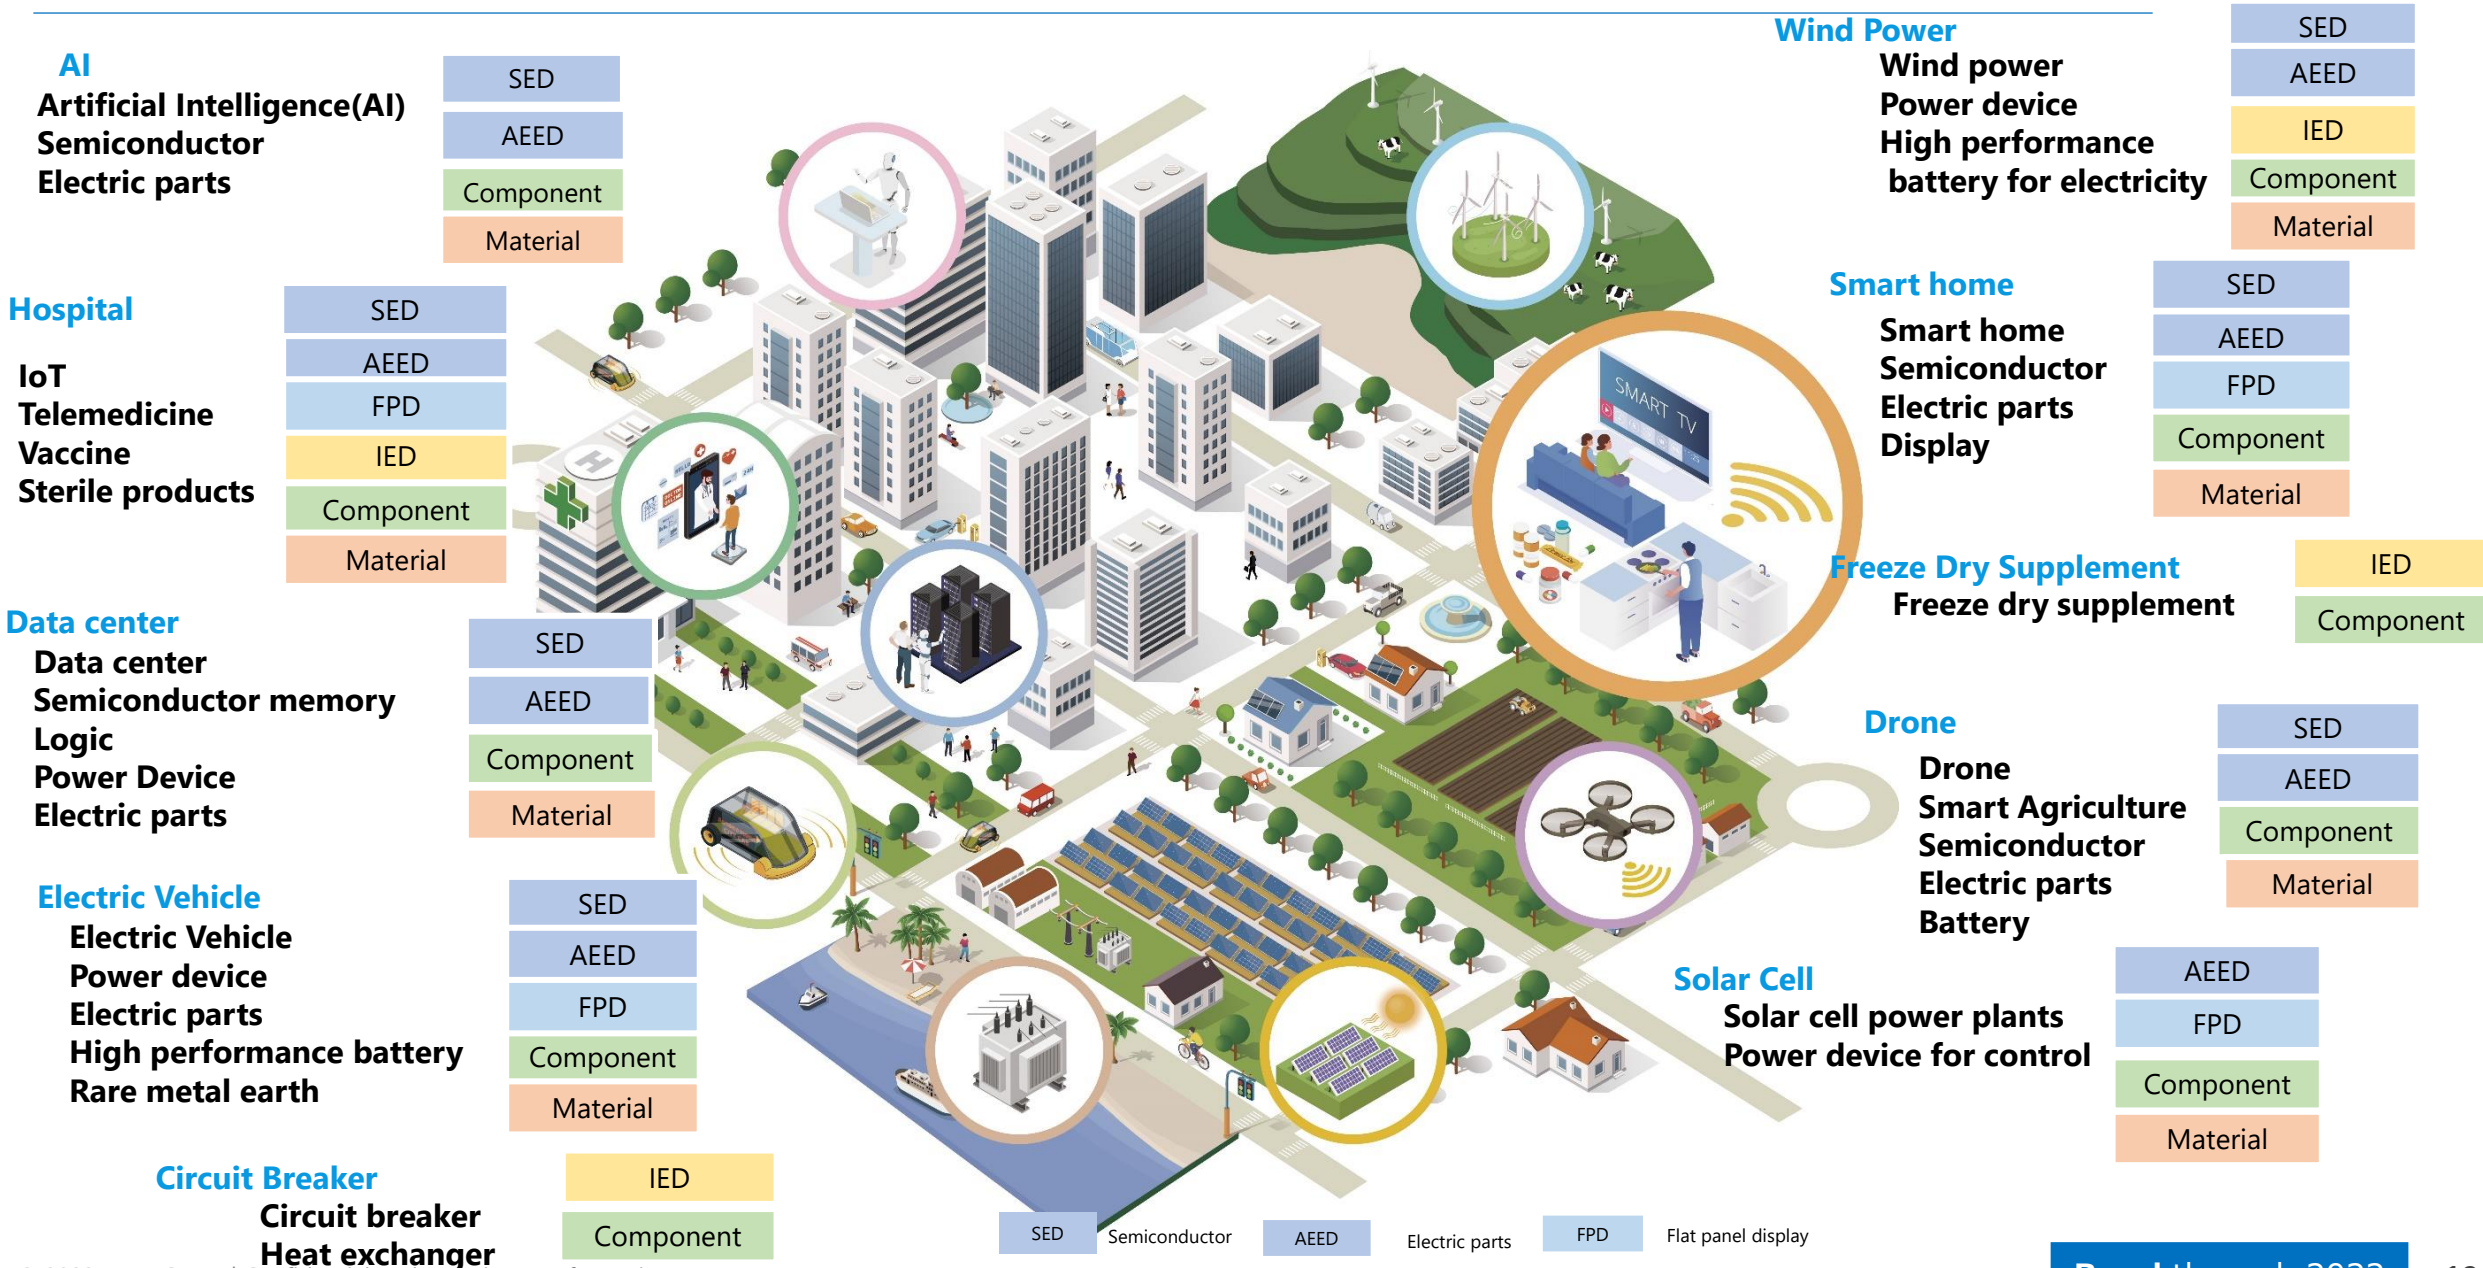 AI
Artificial Intelligence(AI)
Semiconductor
Electric parts
SED
AEED
Component
Material
Hospital
IoT
Telemedicine
Vaccine
Sterile products
SED
AEED
FPD
IED
Component
Material
Data center
Data center
Semiconductor memory
Logic
Power Device
Electric parts
SED
AEED
Component
Material
Electric Vehicle
Electric Vehicle
Power device
Electric parts
High performance battery
Rare metal earth
SED
AEED
FPD
Component
Material
Circuit Breaker
Circuit breaker
Heat exchanger
IED
Component
H
SMART TV
Wind Power
Wind power
Power device
High performance
battery for electricity
SED
AEED
IED
Component
Material
Smart home
Smart home
Semiconductor
Electric parts
Display
SED
AEED
FPD
Component
Material
Freeze Dry Supplement
Freeze dry supplement
IED
Component
Drone
Drone
Smart Agriculture
Semiconductor
Electric parts
Battery
SED
AEED
Component
Material
Solar Cell
Solar cell power plants
Power device for control
AEED
FPD
Component
Material
SED Semiconductor
AEED Electric parts
FPD Flat panel display